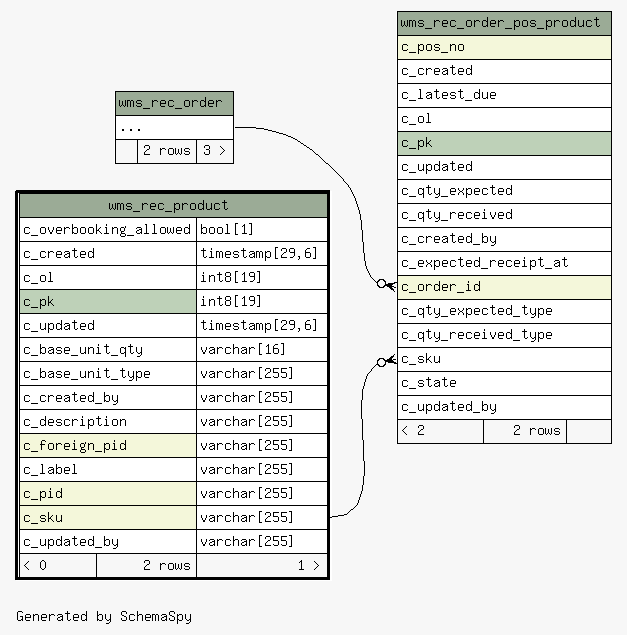 wms_rec_order_pos_product
c_pos_no
c_created
c_latest_due
c_ol
c_pk
c_updated
c_qty_expected
c_qty_received
c_created_by
c_expected_receipt_at
c_order_id
c_qty_expected_type
c_qty_received_type
c_sku
c_state
c_updated_by
< 2 2 rows
wms_rec_order
...
2 rows 3 >
wms_rec_product
c_overbooking_allowed bool[1]
c_created timestamp[29,6]
c_ol int8[19]
c_pk int8[19]
c_updated timestamp[29,6]
c_base_unit_qty varchar[16]
c_base_unit_type varchar[255]
c_created_by varchar[255]
c_description varchar[255]
c_foreign_pid varchar[255]
c_label varchar[255]
c_pid varchar[255]
c_sku varchar[255]
c_updated_by varchar[255]
< 0 2 rows 1 >
Generated by SchemaSpy